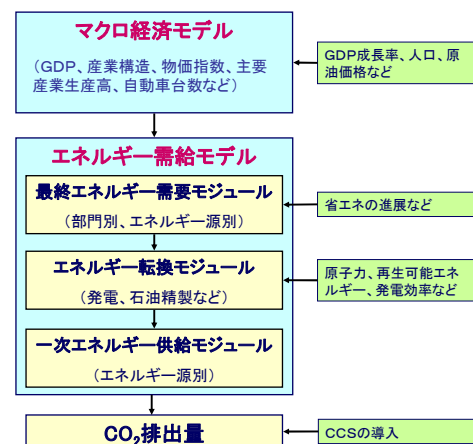 マクロ経済モデル
（GDP、産業構造、物価指数、主要
産業生産高、自動車台数など）
GDP成長率、人口、原
油価格など
エネルギー需給モデル
最終エネルギー需要モジュール
（部門別、エネルギー源別）
省エネの進展など
エネルギー転換モジュール
（発電、石油精製など）
原子力、再生可能エネ
ルギー、発電効率など
一次エネルギー供給モジュール
（エネルギー源別）
CO₂排出量
CCSの導入